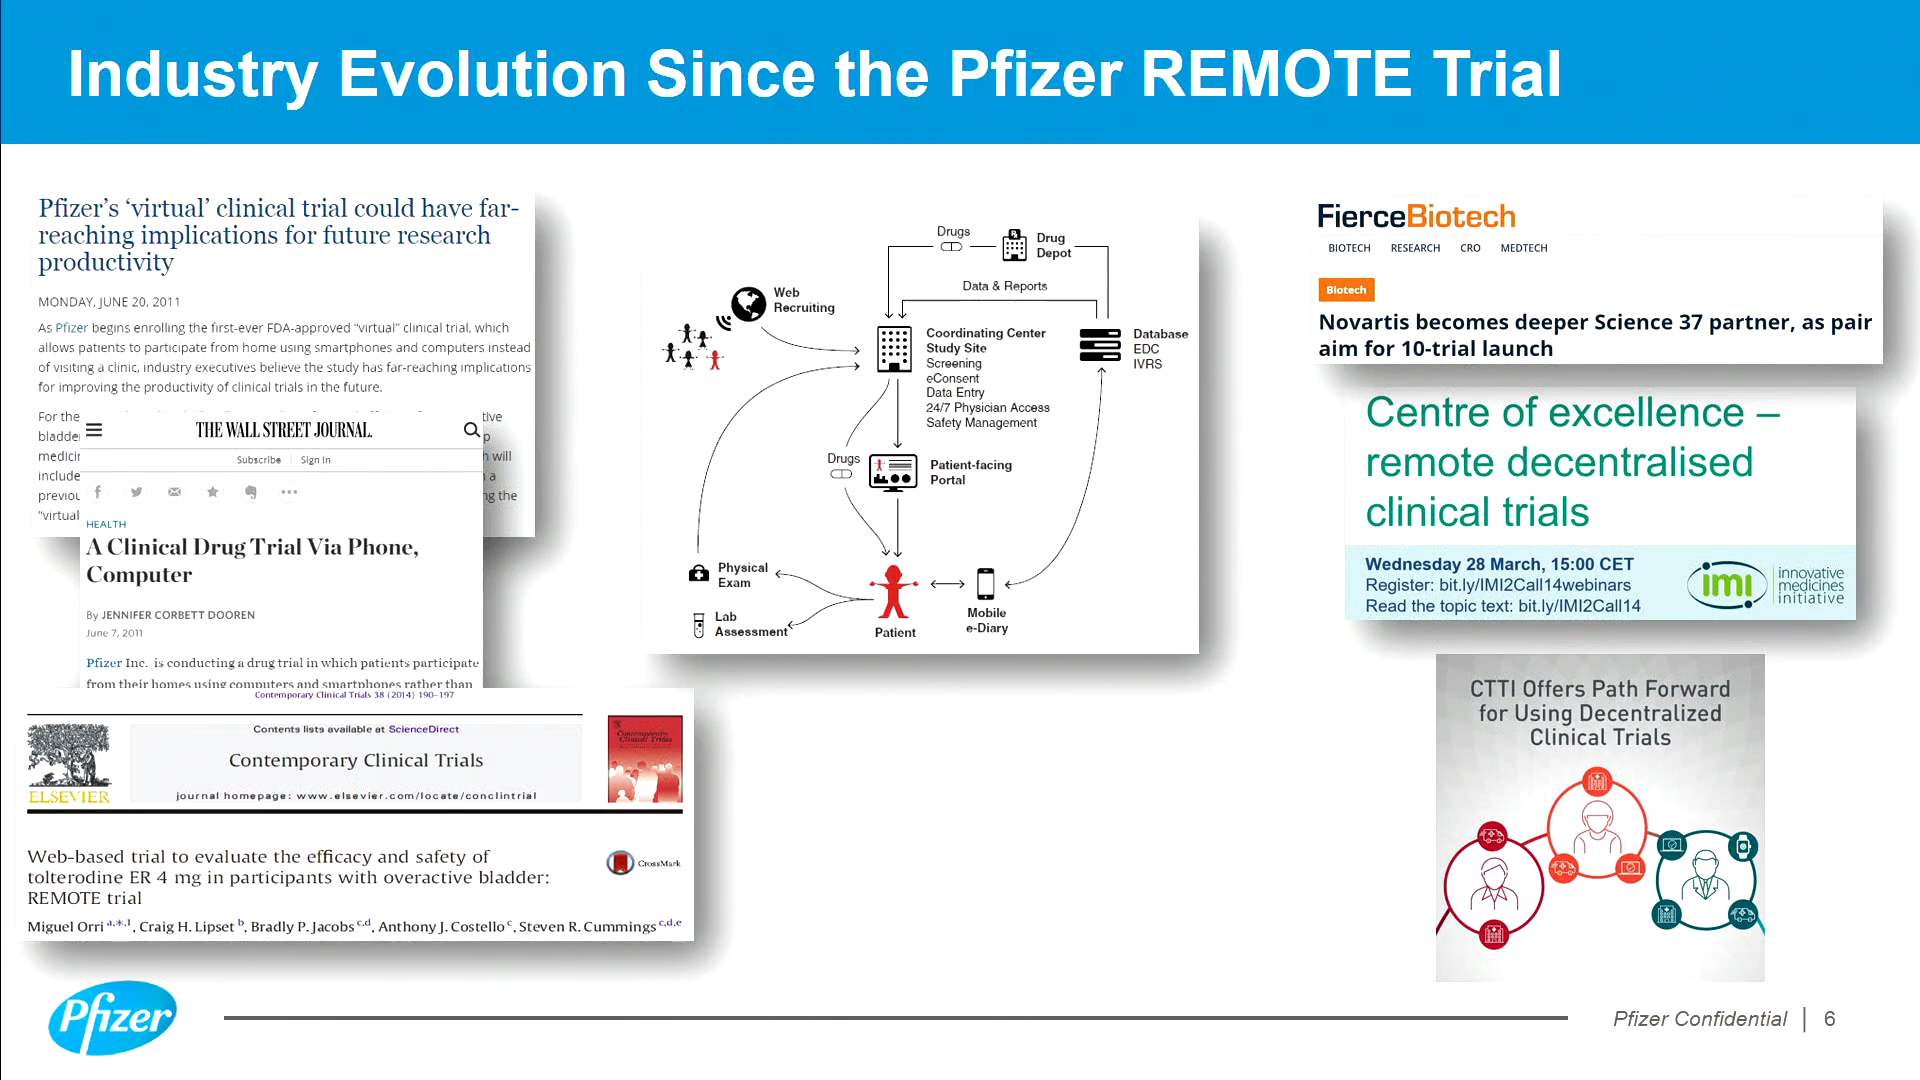 Industry Evolution Since the Pfizer REMOTE Trial
Pfizer's 'virtual' clinical trial could have far-
reaching implications for future research
productivity
MONDAY, JUNE 20, 2011
As Pfizer begins enrolling the first-ever FDA-approved "virtual" clinical trial, which
allows patients to participate from home using smartphones and computers instead
of visiting a clinic, industry executives believe the study has far-reaching implications
for improving the productivity of clinical trials in the future.
For the
bladde
medicin
will
include
a
previou
ng the
"virtual
THE WALL STREET JOURNAL.
Subscribe | Sign In
HEALTH
A Clinical Drug Trial Via Phone,
Computer
By JENNIFER CORBETT DOOREN
June 7, 2011
Pfizer Inc. is conducting a drug trial in which patients participate
from their homes using computers and smartphones rather than
Contemporary Clinical Trials 38 (2014) 190–197
Contents lists available at ScienceDirect
Contemporary Clinical Trials
journal homepage: www.elsevier.com/locate/conclintrial
ELSEVIER
Contemporary
Clinical Trials
Web-based trial to evaluate the efficacy and safety of
tolterodine ER 4 mg in participants with overactive bladder:
REMOTE trial
CrossMark
Miguel Orri a,*,1, Craig H. Lipset b, Bradly P. Jacobs c,d, Anthony J. Costello c, Steven R. Cummings c,d,e
Drugs
Drug
Depot
Data & Reports
Web
Recruiting
Coordinating Center
Study Site
Screening
eConsent
Data Entry
24/7 Physician Access
Safety Management
Database
EDC
IVRS
Drugs
Patient-facing
Portal
Physical
Exam
Lab
Assessment
Patient
Mobile
e-Diary
FierceBiotech
BIOTECH RESEARCH CRO MEDTECH
Biotech
Novartis becomes deeper Science 37 partner, as pair
aim for 10-trial launch
Centre of excellence –
remote decentralised
clinical trials
Wednesday 28 March, 15:00 CET
Register: bit.ly/IMI2Call14webinars
Read the topic text: bit.ly/IMI2Call14
imi
innovative
medicines
initiative
CTTI Offers Path Forward
for Using Decentralized
Clinical Trials
Pfizer
Pfizer Confidential | 6